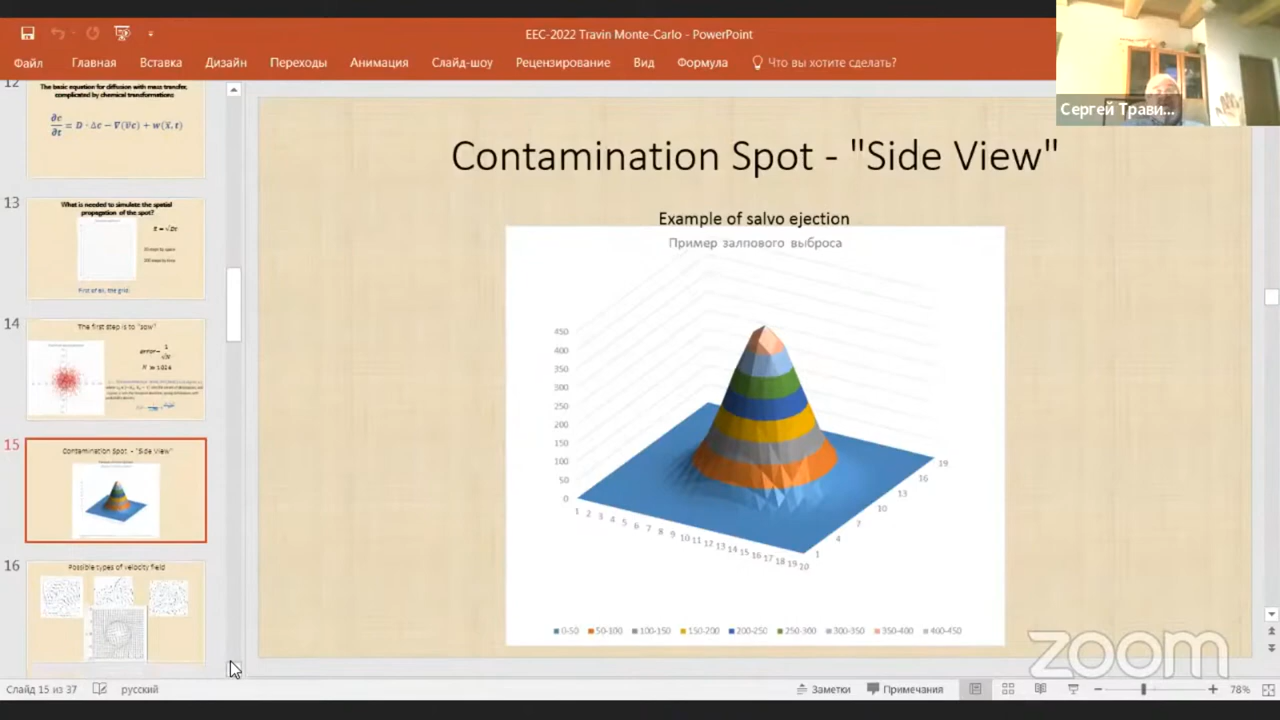 EEC-2022 Travin Monte-Carlo - PowerPoint
Файл Главная Вставка Дизайн Переходы Анимация Слайд-шоу Рецензирование Вид Формула Что вы хотите сделать?
Сергей Трави...
12
The basic equation for diffusion with mass transfer,
complicated by chemical transformations
∂c/∂t = D · Δc − ∇(v̄c) + w(x̄, t)
13
What is needed to simulate the spatial
propagation of the spot?
First of all, the grid
14
The first step is to "sow"
15
Contamination Spot - "Side View"
16
Possible types of velocity field
Contamination Spot - "Side View"
Example of salvo ejection
Пример залпового выброса
450
400
350
300
250
200
150
100
50
0
1 2 3 4 5 6 7 8 9 10 11 12 13 14 15 16 17 18 19 20
1
4
7
10
13
16
19
0-50 50-100 100-150 150-200 200-250 250-300 300-350 350-400 400-450
zoom
Слайд 15 из 37 русский Заметки Примечания 78%